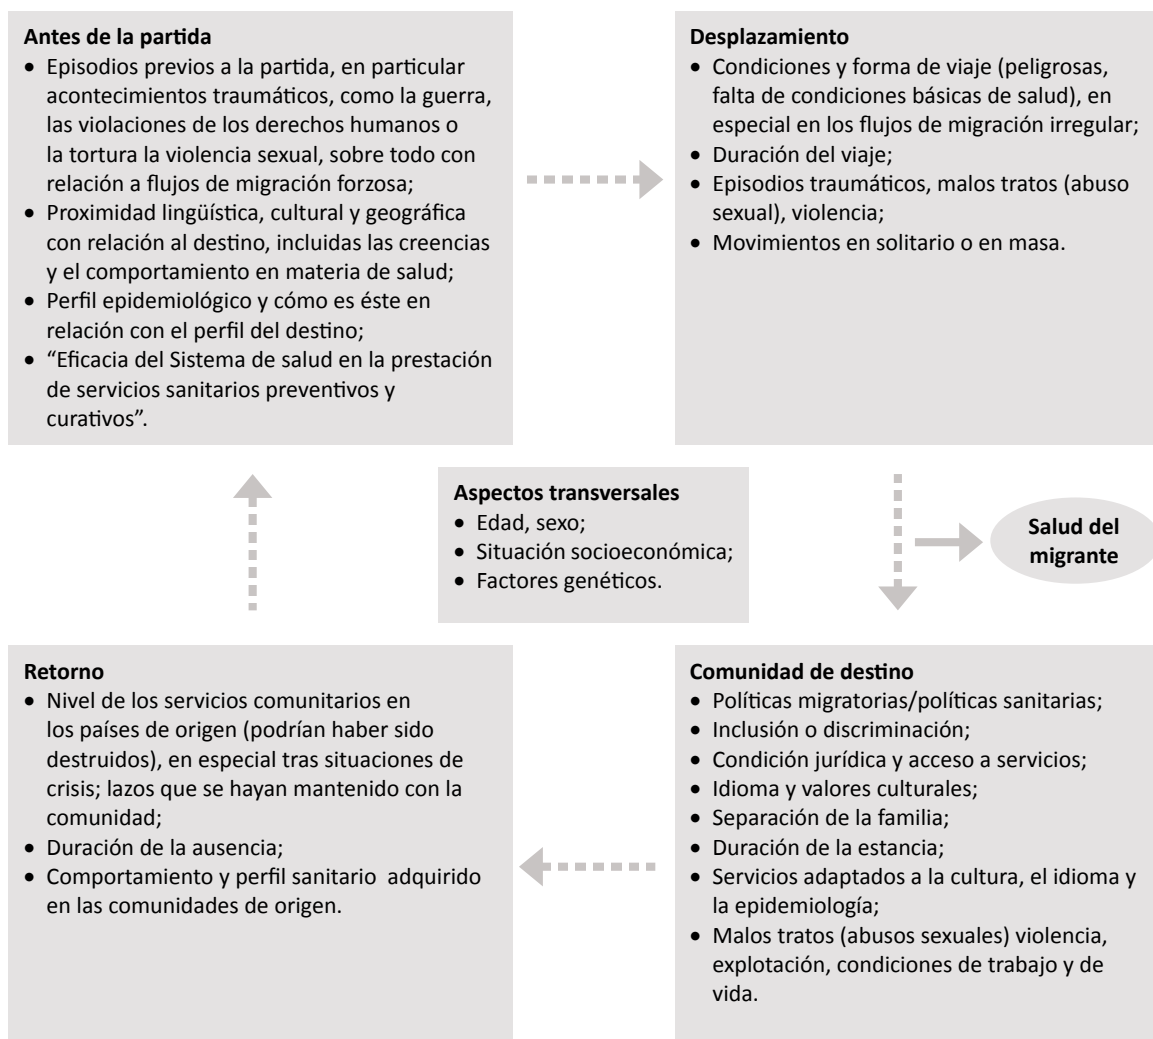 Antes de la partida
• Episodios previos a la partida, en particular
acontecimientos traumáticos, como la guerra,
las violaciones de los derechos humanos o
la tortura la violencia sexual, sobre todo con
relación a flujos de migración forzosa;
• Proximidad lingüística, cultural y geográfica
con relación al destino, incluidas las creencias
y el comportamiento en materia de salud;
• Perfil epidemiológico y cómo es éste en
relación con el perfil del destino;
• “Eficacia del Sistema de salud en la prestación
de servicios sanitarios preventivos y
curativos”.
Desplazamiento
• Condiciones y forma de viaje (peligrosas,
falta de condiciones básicas de salud), en
especial en los flujos de migración irregular;
• Duración del viaje;
• Episodios traumáticos, malos tratos (abuso
sexual), violencia;
• Movimientos en solitario o en masa.
Aspectos transversales
• Edad, sexo;
• Situación socioeconómica;
• Factores genéticos.
Salud del
migrante
Retorno
• Nivel de los servicios comunitarios en
los países de origen (podrían haber sido
destruidos), en especial tras situaciones de
crisis; lazos que se hayan mantenido con la
comunidad;
• Duración de la ausencia;
• Comportamiento y perfil sanitario adquirido
en las comunidades de origen.
Comunidad de destino
• Políticas migratorias/políticas sanitarias;
• Inclusión o discriminación;
• Condición jurídica y acceso a servicios;
• Idioma y valores culturales;
• Separación de la familia;
• Duración de la estancia;
• Servicios adaptados a la cultura, el idioma y
la epidemiología;
• Malos tratos (abusos sexuales) violencia,
explotación, condiciones de trabajo y de
vida.